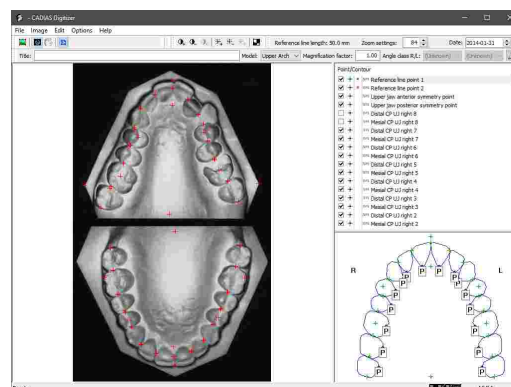 - CADIAS Digitizer
File Image Edit Options Help
Reference line length: 50.0 mm Zoom settings: 84 Date: 2014-01-31
Title: Model: Upper Arch Magnification factor: 1.00 Angle class R/L: (Unknown) (Unknown)
Point/Contour
Reference line point 1
Reference line point 2
Upper jaw anterior symmetry point
Upper jaw posterior symmetry point
Distal CP UJ right 8
Mesial CP UJ right 8
Distal CP UJ right 7
Mesial CP UJ right 7
Distal CP UJ right 6
Mesial CP UJ right 6
Distal CP UJ right 5
Mesial CP UJ right 5
Distal CP UJ right 4
Mesial CP UJ right 4
Distal CP UJ right 3
Mesial CP UJ right 3
Distal CP UJ right 2
Mesial CP UJ right 2
R L
P P P P
P P
P P
P P
P P
P P